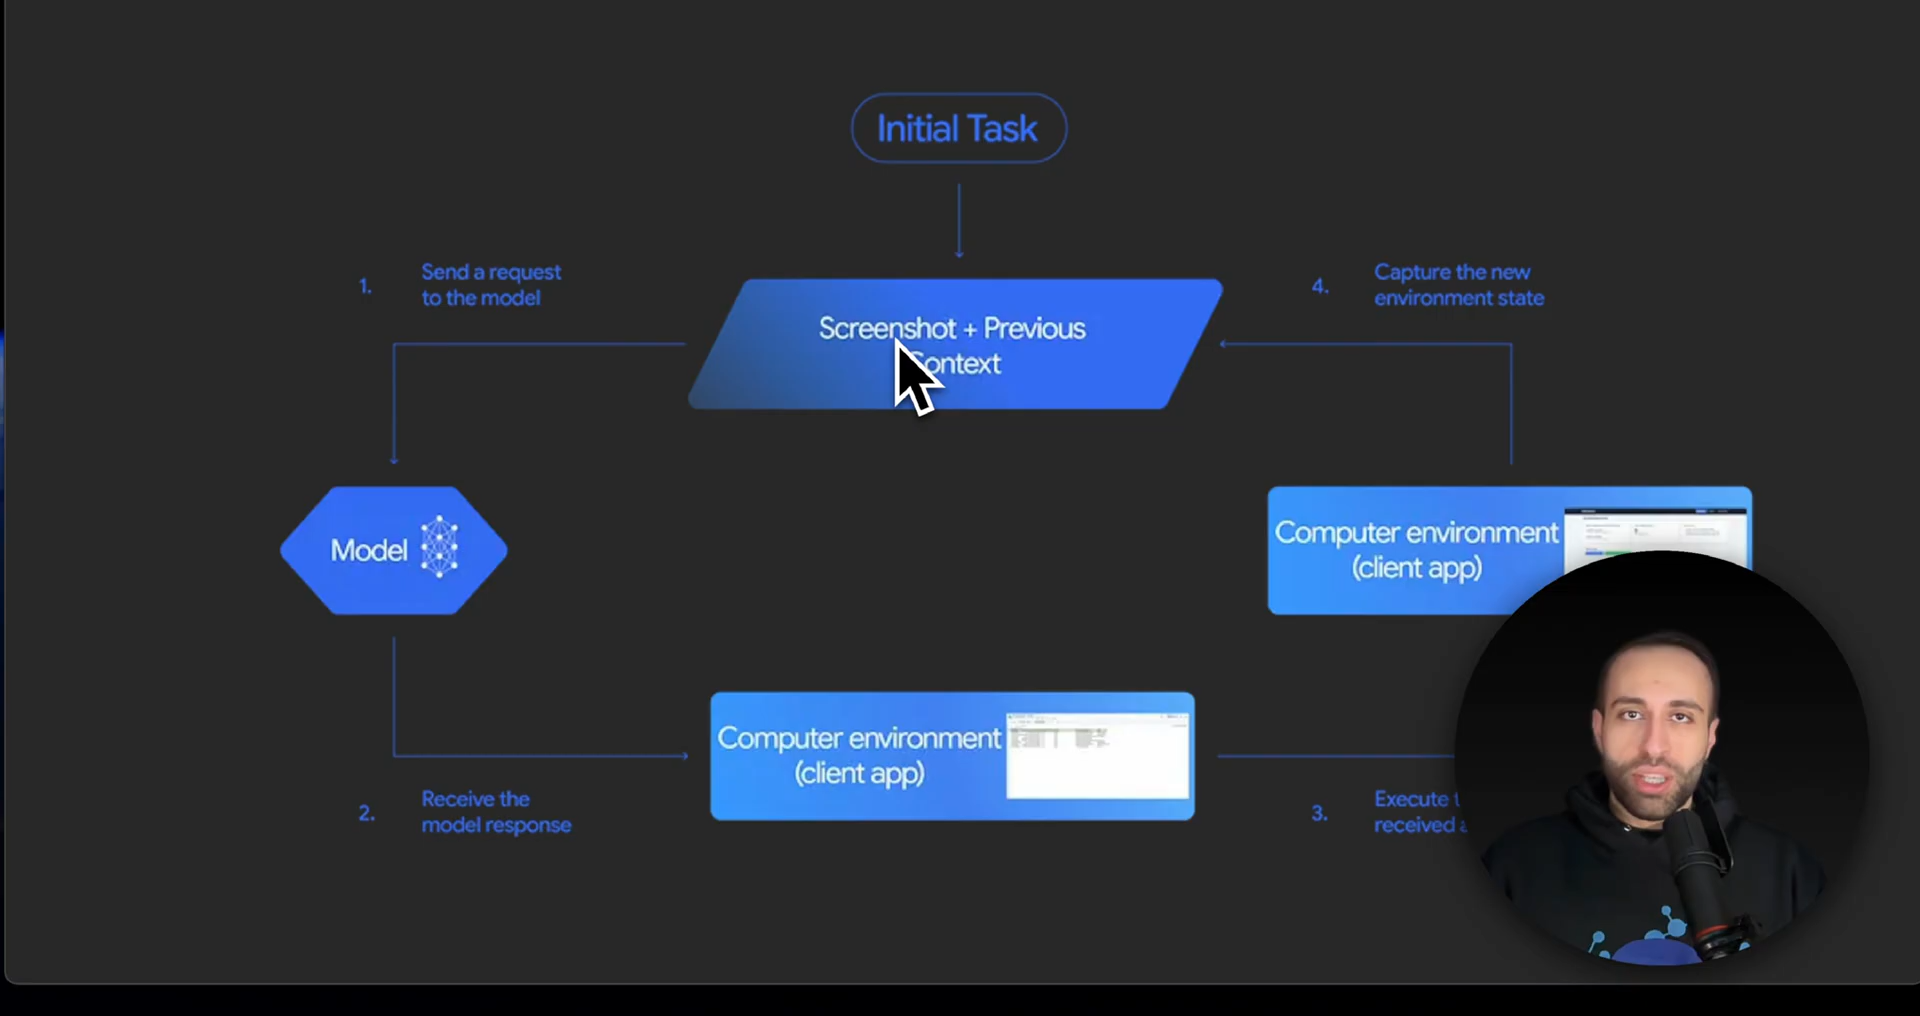 Initial Task
1.
Send a request
to the model
Screenshot + Previous
Context
4.
Capture the new
environment state
Model
Computer environment
(client app)
Computer environment
(client app)
2.
Receive the
model response
3.
Execute
received